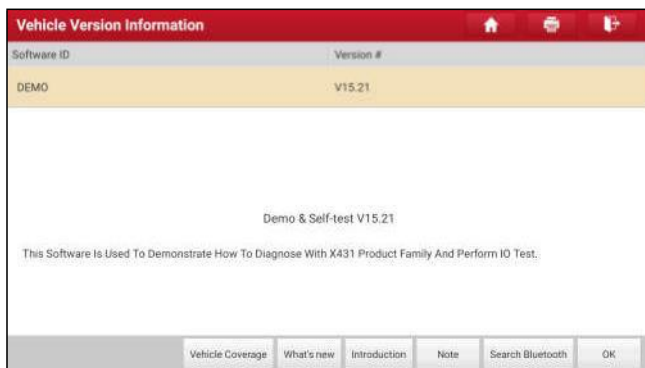 Vehicle Version Information
Software ID Version #
DEMO V15.21
Demo & Self-test V15.21
This Software Is Used To Demonstrate How To Diagnose With X431 Product Family And Perform IO Test.
Vehicle Coverage What's new Introduction Note Search Bluetooth OK